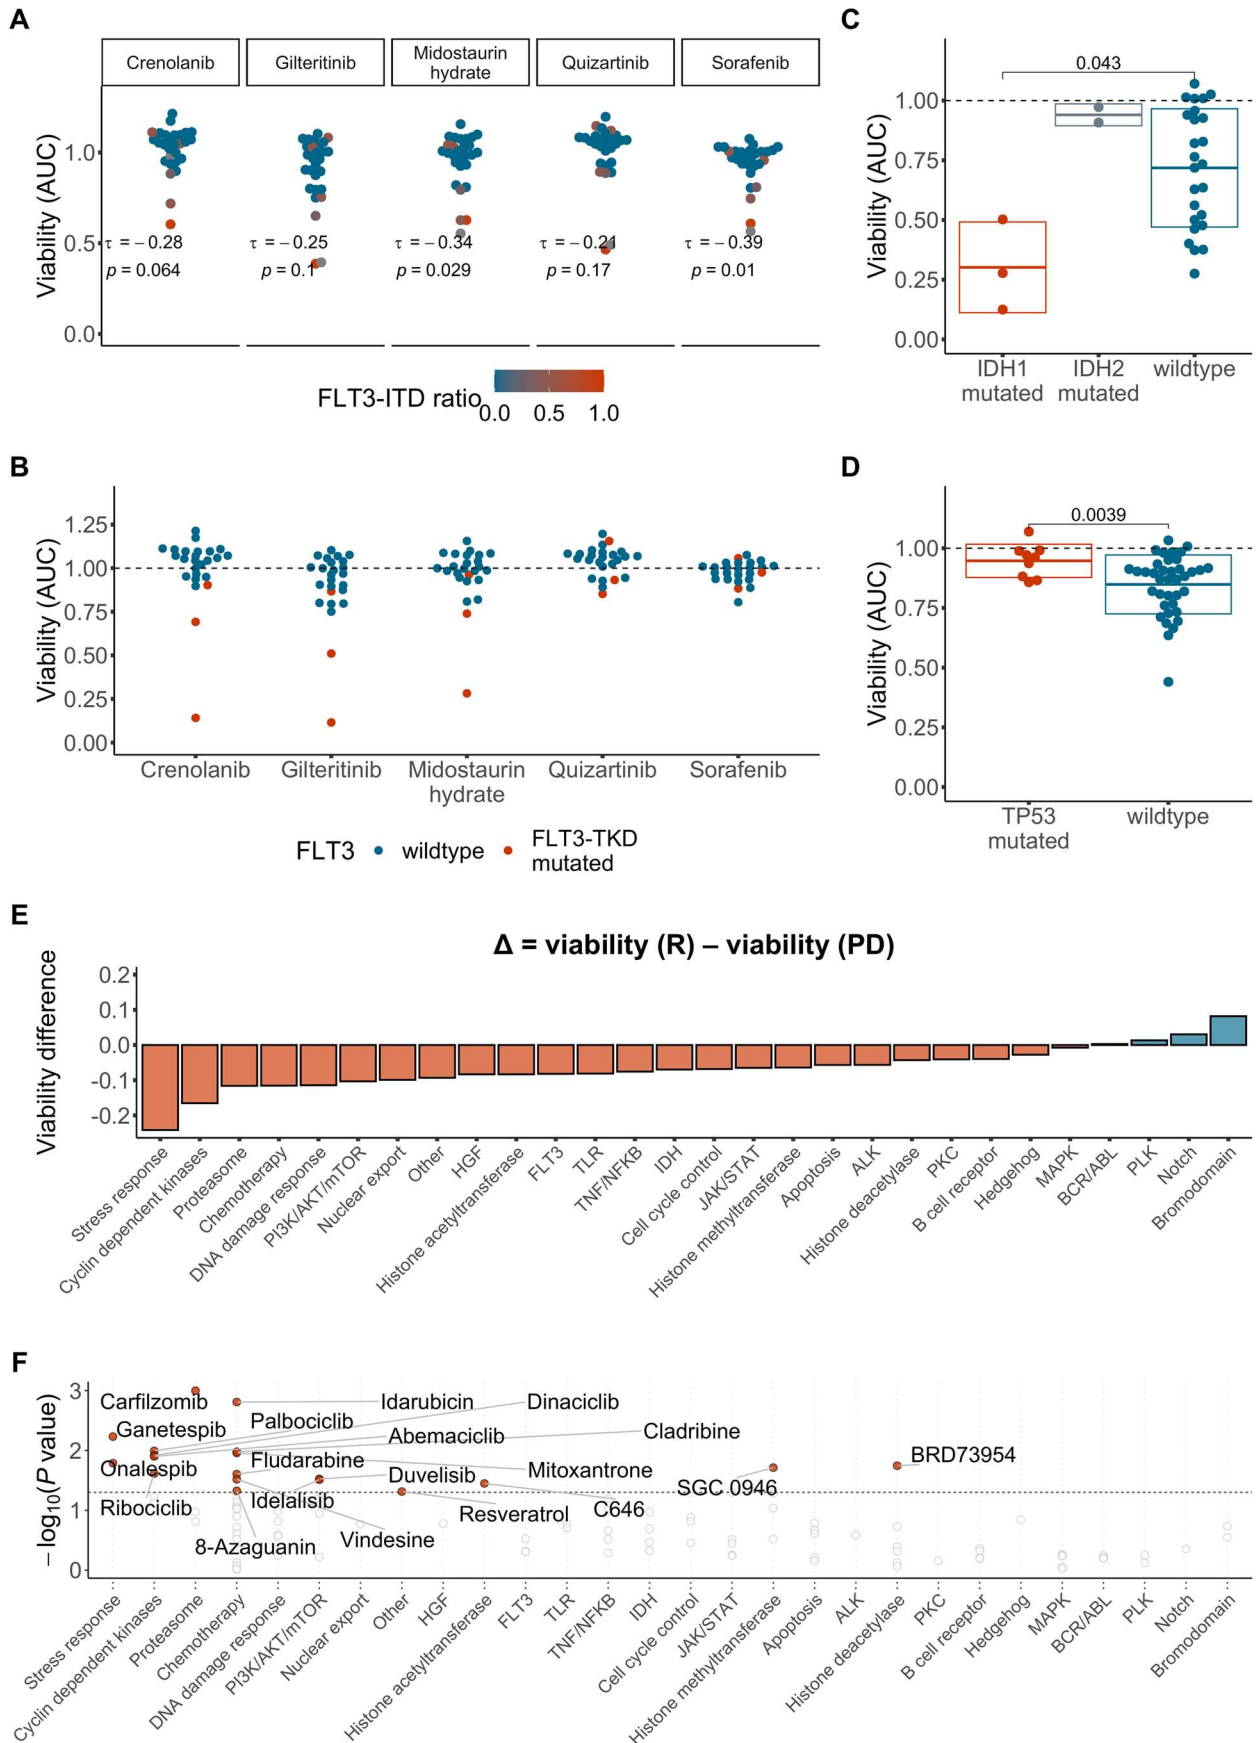 A
Crenolanib
Gilteritinib
Midostaurin
hydrate
Quizartinib
Sorafenib
Viability (AUC)
1.0
0.5
0.0
τ = −0.28
p = 0.064
τ = −0.25
p = 0.1
τ = −0.34
p = 0.029
τ = −0.21
p = 0.17
τ = −0.39
p = 0.01
FLT3-ITD ratio
0.0 0.5 1.0
C
Viability (AUC)
1.00
0.75
0.50
0.25
0.00
0.043
IDH1
mutated
IDH2
mutated
wildtype
B
Viability (AUC)
1.25
1.00
0.75
0.50
0.25
0.00
Crenolanib
Gilteritinib
Midostaurin
hydrate
Quizartinib
Sorafenib
FLT3
wildtype
FLT3-TKD
mutated
D
Viability (AUC)
1.00
0.75
0.50
0.25
0.00
0.0039
TP53
mutated
wildtype
E
Δ = viability (R) – viability (PD)
Viability difference
0.2
0.1
0.0
-0.1
-0.2
Stress response
Cyclin dependent kinases
Proteasome
Chemotherapy
DNA damage response
PI3K/AKT/mTOR
Nuclear export
Other
HGF
Histone acetyltransferase
FLT3
TLR
TNF/NFKB
IDH
Cell cycle control
JAK/STAT
Histone methyltransferase
Apoptosis
ALK
Histone deacetylase
PKC
B cell receptor
Hedgehog
MAPK
BCR/ABL
PLK
Notch
Bromodomain
F
− log10(P value)
3
2
1
0
Carfilzomib
Idarubicin
Dinaciclib
Ganetespib
Palbociclib
Abemaciclib
Cladribine
Onalespib
Fludarabine
Duvelisib
Mitoxantrone
BRD73954
Ribociclib
Idelalisib
Resveratrol
C646
SGC 0946
8-Azaguanin
Vindesine
Stress response
Cyclin dependent kinases
Proteasome
Chemotherapy
DNA damage response
PI3K/AKT/mTOR
Nuclear export
Other
HGF
Histone acetyltransferase
FLT3
TLR
TNF/NFKB
IDH
Cell cycle control
JAK/STAT
Histone methyltransferase
Apoptosis
ALK
Histone deacetylase
PKC
B cell receptor
Hedgehog
MAPK
BCR/ABL
PLK
Notch
Bromodomain